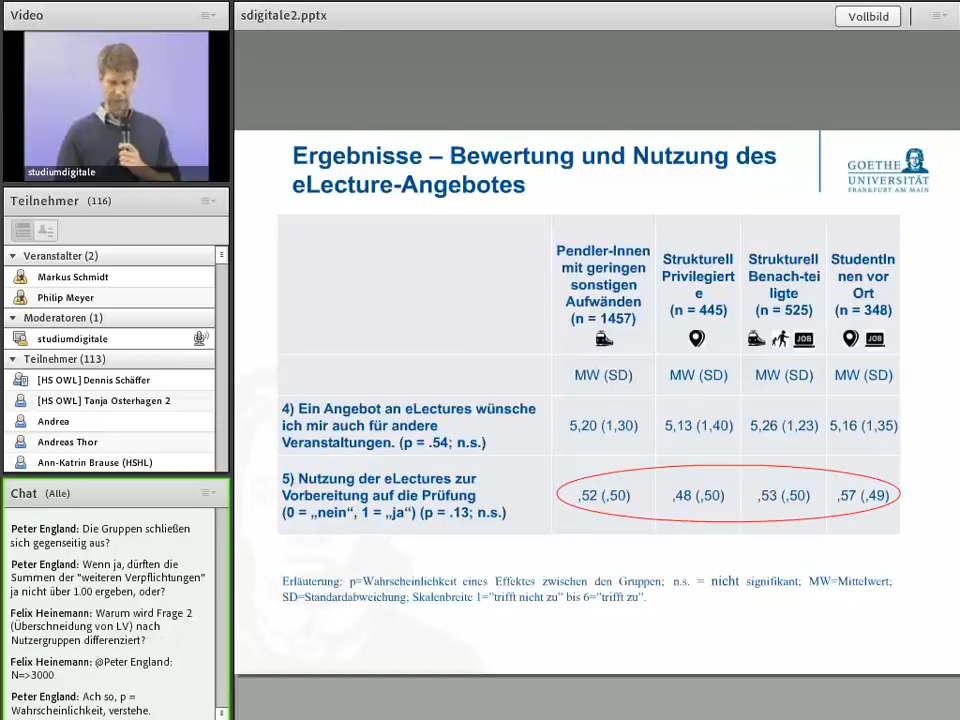 Video
studiumdigitale
Teilnehmer (116)
Veranstalter (2)
Markus Schmidt
Philip Meyer
Moderatoren (1)
studiumdigitale
Teilnehmer (113)
[HS OWL] Dennis Schäffer
[HS OWL] Tanja Osterhagen 2
Andrea
Andreas Thor
Ann-Katrin Brause (HSHL)
Chat (Alle)
Peter England: Die Gruppen schließen
sich gegenseitig aus?
Peter England: Wenn ja, dürften die
Summen der "weiteren Verpflichtungen"
ja nicht über 1.00 ergeben, oder?
Felix Heinemann: Warum wird Frage 2
(Überschneidung von LV) nach
Nutzergruppen differenziert?
Felix Heinemann: @Peter England:
N=>3000
Peter England: Ach so, p =
Wahrscheinlichkeit, verstehe.
sdigitale2.pptx
Vollbild
Ergebnisse – Bewertung und Nutzung des
eLecture-Angebotes
GOETHE
UNIVERSITÄT
FRANKFURT AM MAIN
Pendler-Innen
mit geringen
sonstigen
Aufwänden
(n = 1457)
Strukturell
Privilegiert
e
(n = 445)
Strukturell
Benach-tei
ligte
(n = 525)
JOB
StudentIn
nen vor
Ort
(n = 348)
JOB
MW (SD) MW (SD) MW (SD) MW (SD)
4) Ein Angebot an eLectures wünsche
ich mir auch für andere
Veranstaltungen. (p = .54; n.s.)
5,20 (1,30) 5,13 (1,40) 5,26 (1,23) 5,16 (1,35)
5) Nutzung der eLectures zur
Vorbereitung auf die Prüfung
(0 = „nein“, 1 = „ja“) (p = .13; n.s.)
,52 (,50) ,48 (,50) ,53 (,50) ,57 (,49)
Erläuterung: p=Wahrscheinlichkeit eines Effektes zwischen den Gruppen; n.s. = nicht signifikant; MW=Mittelwert;
SD=Standardabweichung; Skalenbreite 1=”trifft nicht zu” bis 6=”trifft zu”.